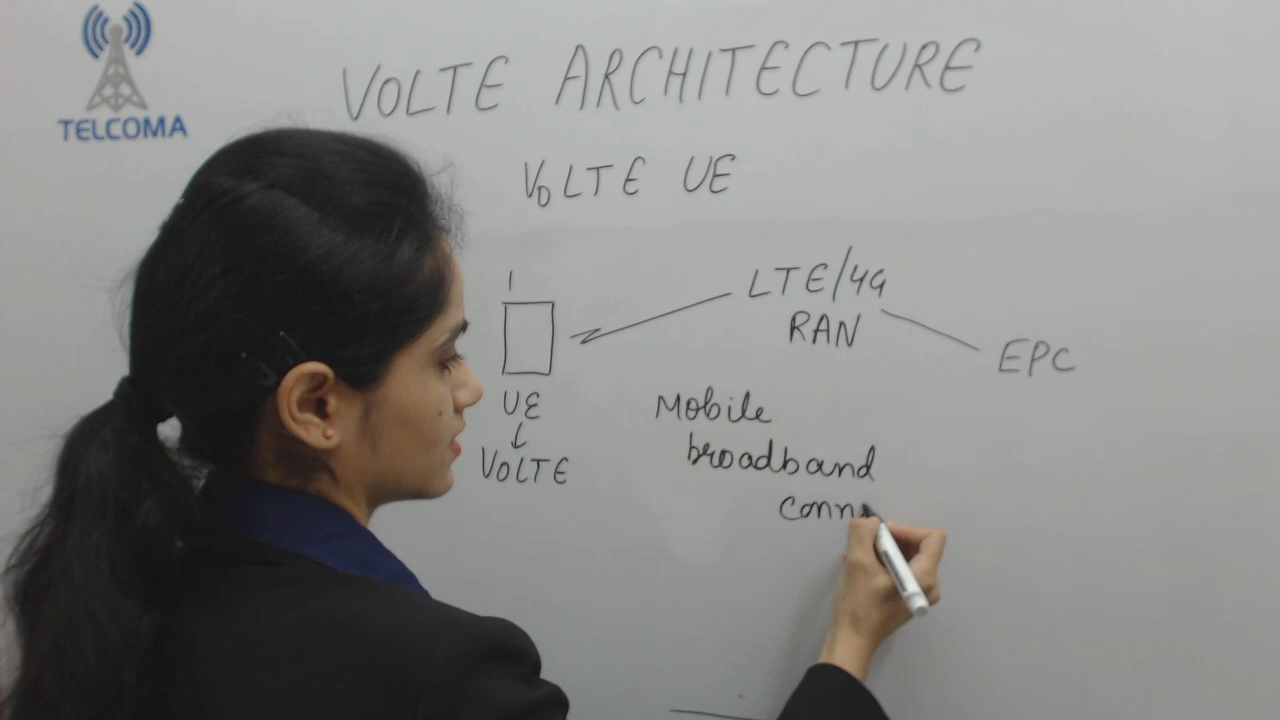 TELCOMA
VOLTE ARCHITECTURE
VOLTE UE
LTE/4G
RAN
EPC
UE
VOLTE
Mobile
broadband
conn